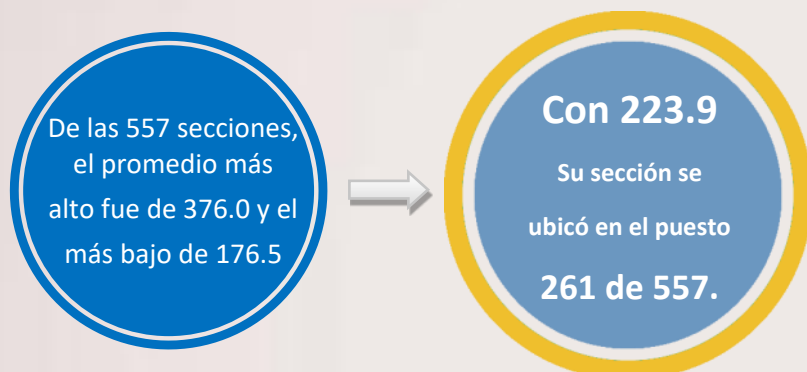 De las 557 secciones,
el promedio más
alto fue de 376.0 y el
más bajo de 176.5
Con 223.9
Su sección se
ubicó en el puesto
261 de 557.